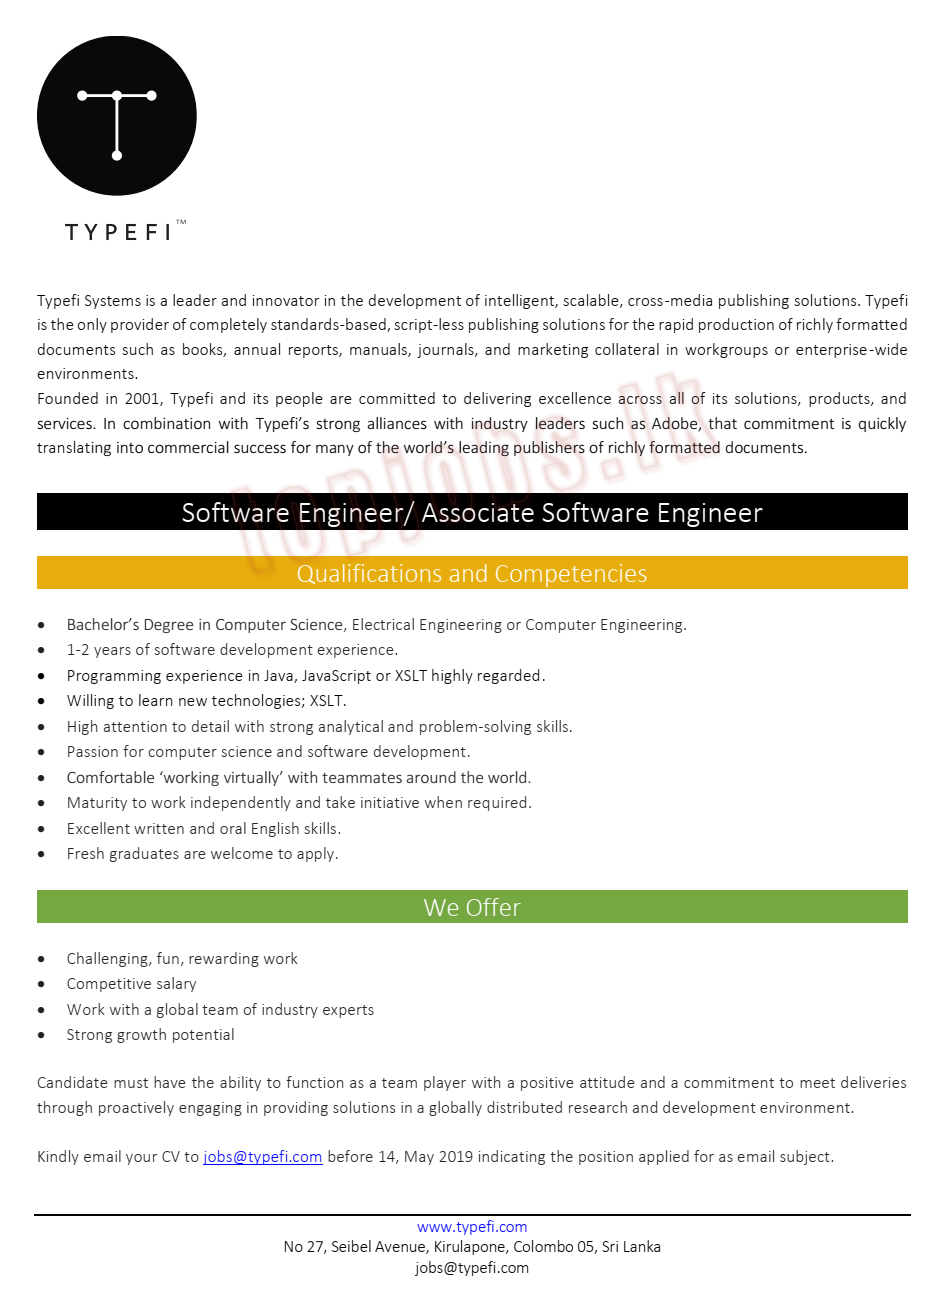 TYPEFI™
Typefi Systems is a leader and innovator in the development of intelligent, scalable, cross-media publishing solutions. Typefi
is the only provider of completely standards-based, script-less publishing solutions for the rapid production of richly formatted
documents such as books, annual reports, manuals, journals, and marketing collateral in workgroups or enterprise-wide
environments.
Founded in 2001, Typefi and its people are committed to delivering excellence across all of its solutions, products, and
services. In combination with Typefi’s strong alliances with industry leaders such as Adobe, that commitment is quickly
translating into commercial success for many of the world’s leading publishers of richly formatted documents.
topjobs.lk
Software Engineer/ Associate Software Engineer
Qualifications and Competencies
• Bachelor’s Degree in Computer Science, Electrical Engineering or Computer Engineering.
• 1-2 years of software development experience.
• Programming experience in Java, JavaScript or XSLT highly regarded.
• Willing to learn new technologies; XSLT.
• High attention to detail with strong analytical and problem-solving skills.
• Passion for computer science and software development.
• Comfortable ‘working virtually’ with teammates around the world.
• Maturity to work independently and take initiative when required.
• Excellent written and oral English skills.
• Fresh graduates are welcome to apply.
We Offer
• Challenging, fun, rewarding work
• Competitive salary
• Work with a global team of industry experts
• Strong growth potential
Candidate must have the ability to function as a team player with a positive attitude and a commitment to meet deliveries
through proactively engaging in providing solutions in a globally distributed research and development environment.
Kindly email your CV to jobs@typefi.com before 14, May 2019 indicating the position applied for as email subject.
www.typefi.com
No 27, Seibel Avenue, Kirulapone, Colombo 05, Sri Lanka
jobs@typefi.com